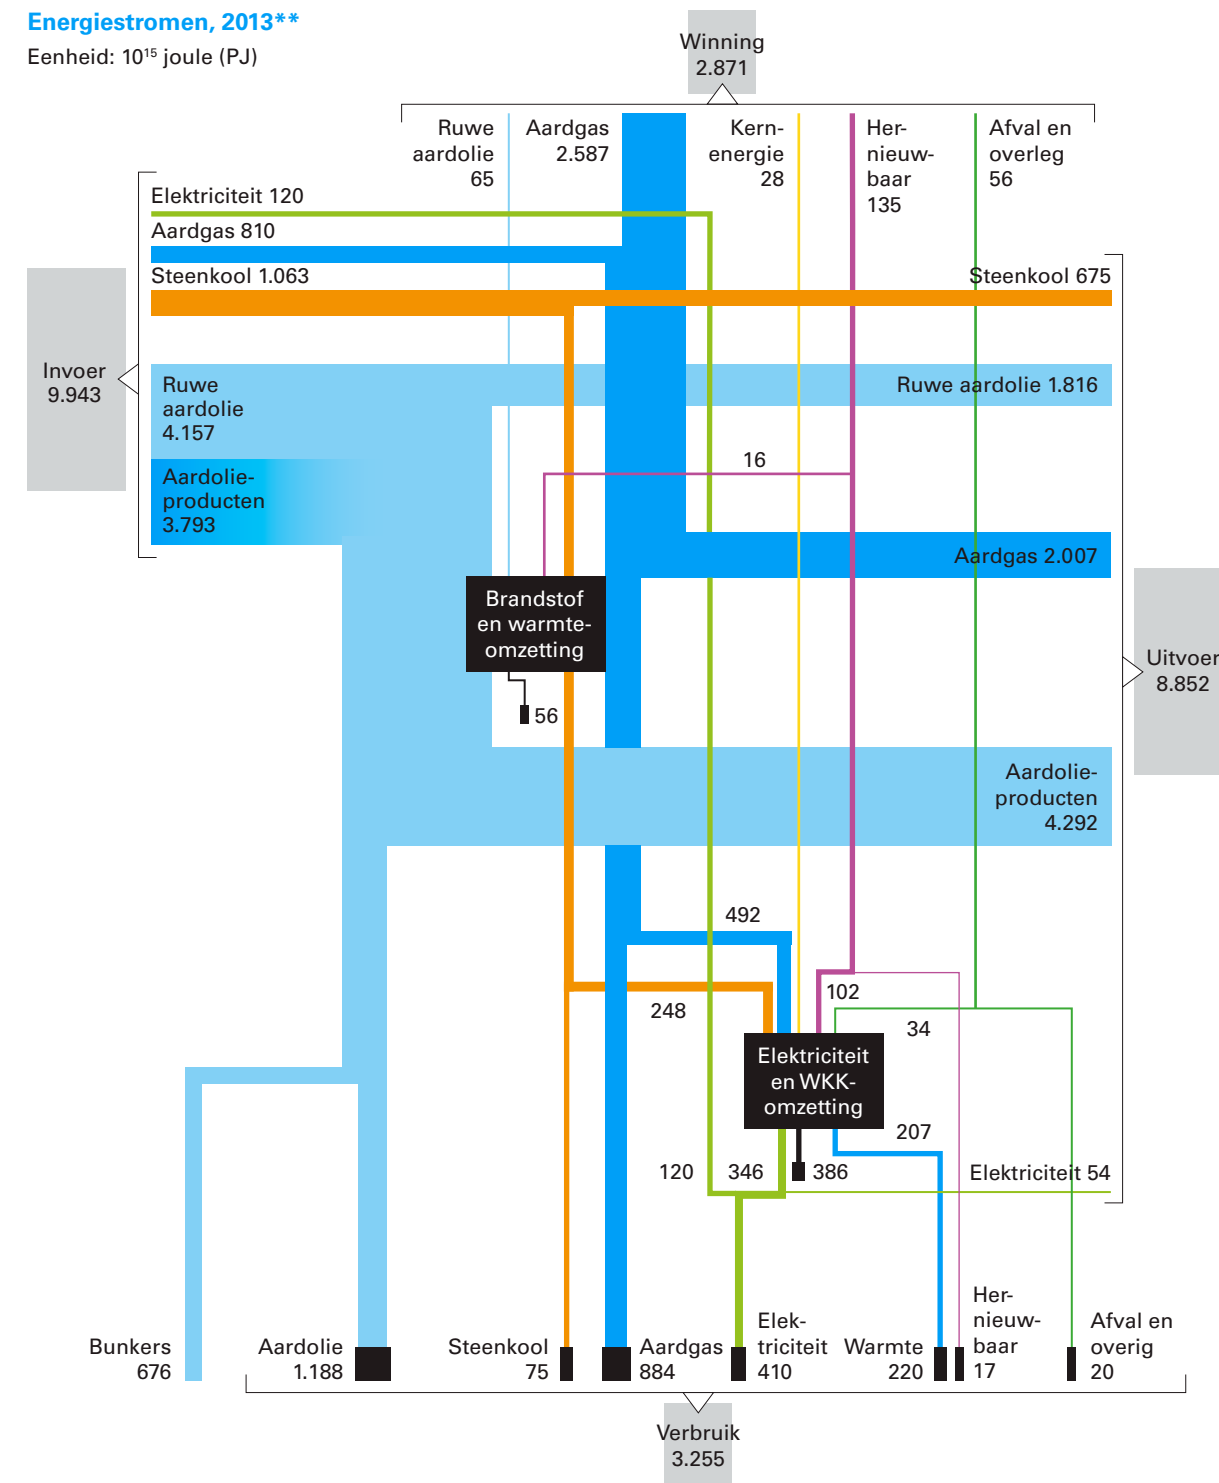 Energiestromen, 2013**
Eenheid: 10¹⁵ joule (PJ)
Winning
2.871
Ruwe
aardolie
65
Aardgas
2.587
Kern-
energie
28
Her-
nieuw-
baar
135
Afval en
overleg
56
Elektriciteit 120
Aardgas 810
Steenkool 1.063
Steenkool 675
Invoer
9.943
Ruwe
aardolie
4.157
Ruwe aardolie 1.816
Aardolie-
producten
3.793
16
Aardgas 2.007
Brandstof
en warmte-
omzetting
56
Uitvoer
8.852
Aardolie-
producten
4.292
492
248
102
34
Elektriciteit
en WKK-
omzetting
207
120
346
386
Elektriciteit 54
Bunkers
676
Aardolie
1.188
Steenkool
75
Aardgas
884
Elek-
triciteit
410
Warmte
220
Her-
nieuw-
baar
17
Afval en
overig
20
Verbruik
3.255